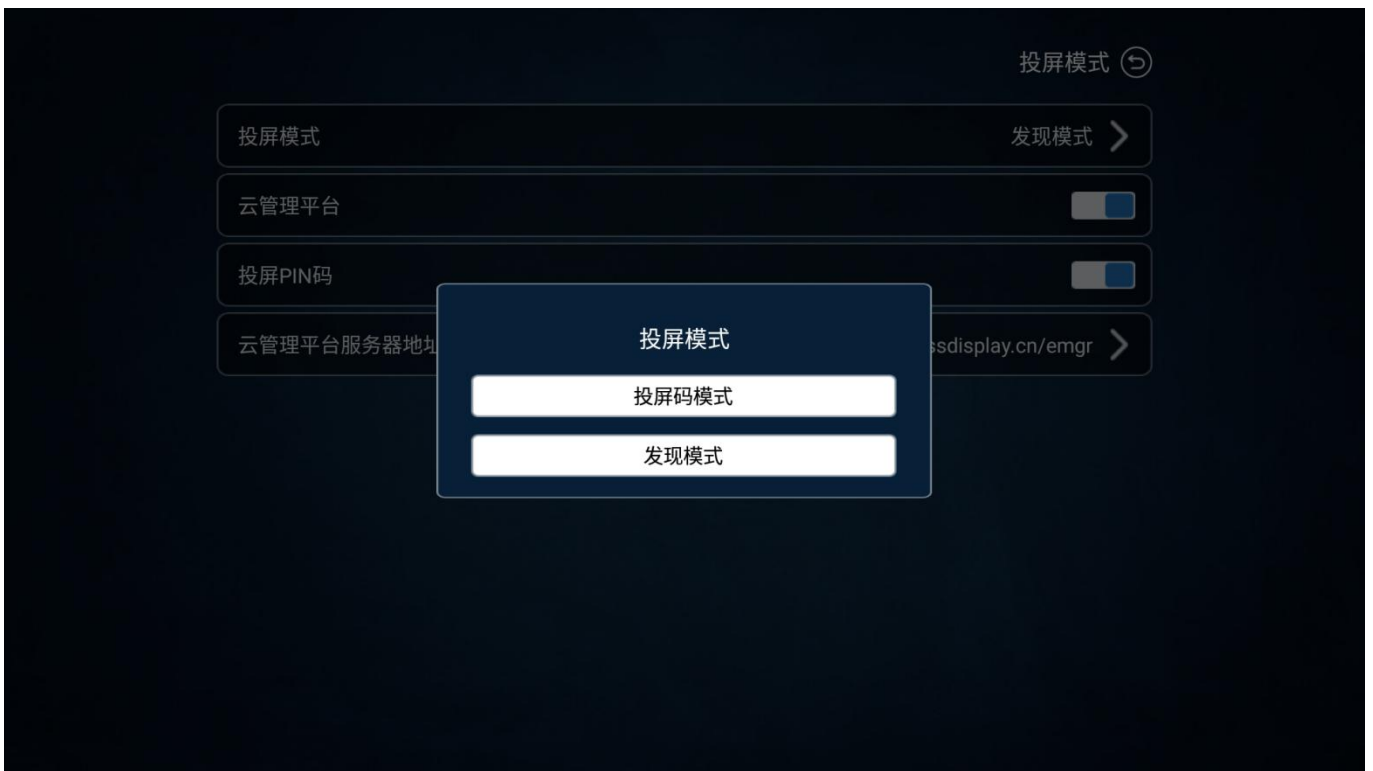 投屏模式
投屏模式
发现模式
云管理平台
投屏PIN码
云管理平台服务器地址
ssdisplay.cn/emgr
投屏模式
投屏码模式
发现模式